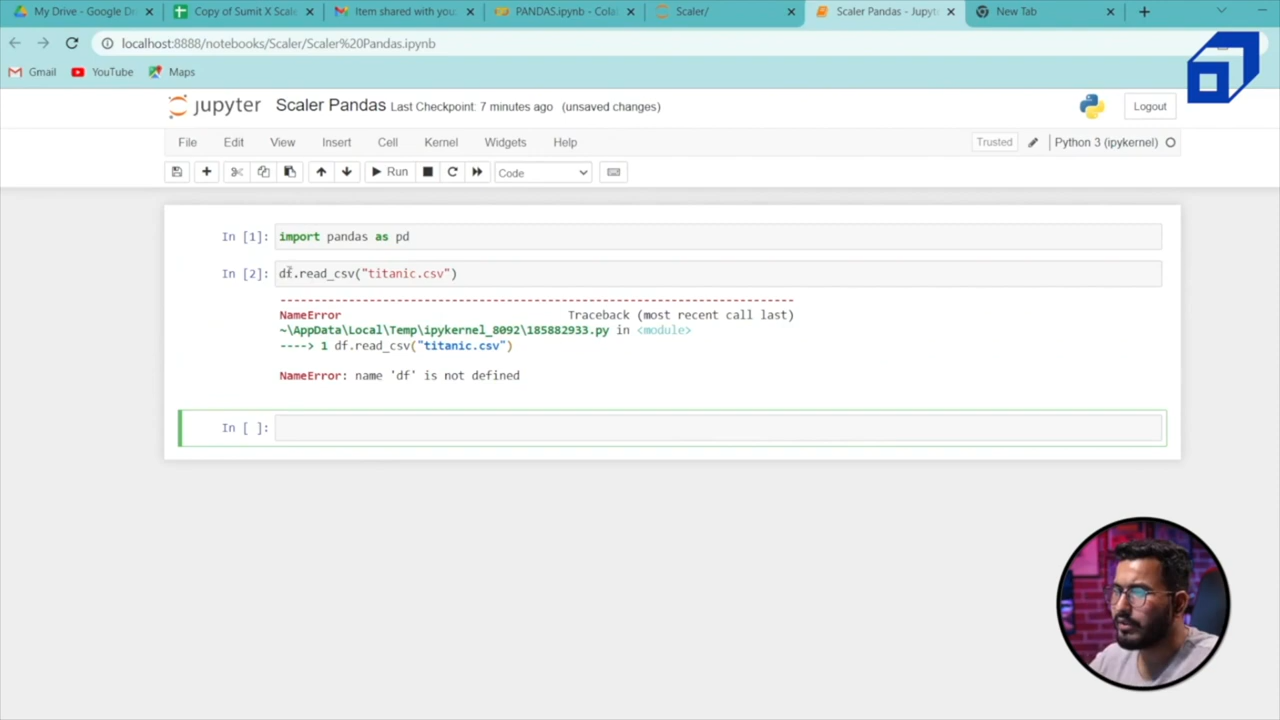 My Drive - Google Dr
Copy of Sumit X Scale
Item shared with you:
PANDAS.ipynb - Cola
Scaler/
Scaler Pandas - Jupyt
New Tab
localhost:8888/notebooks/Scaler/Scaler%20Pandas.ipynb
Gmail
YouTube
Maps
jupyter
Scaler Pandas Last Checkpoint: 7 minutes ago (unsaved changes)
Logout
File Edit View Insert Cell Kernel Widgets Help
Trusted
Python 3 (ipykernel)
Run
Code
In [1]: import pandas as pd
In [2]: df.read_csv("titanic.csv")
---------------------------------------------------------------------------
NameError Traceback (most recent call last)
~\AppData\Local\Temp\ipykernel_8092\185882933.py in <module>
----> 1 df.read_csv("titanic.csv")
NameError: name 'df' is not defined
In [ ]: